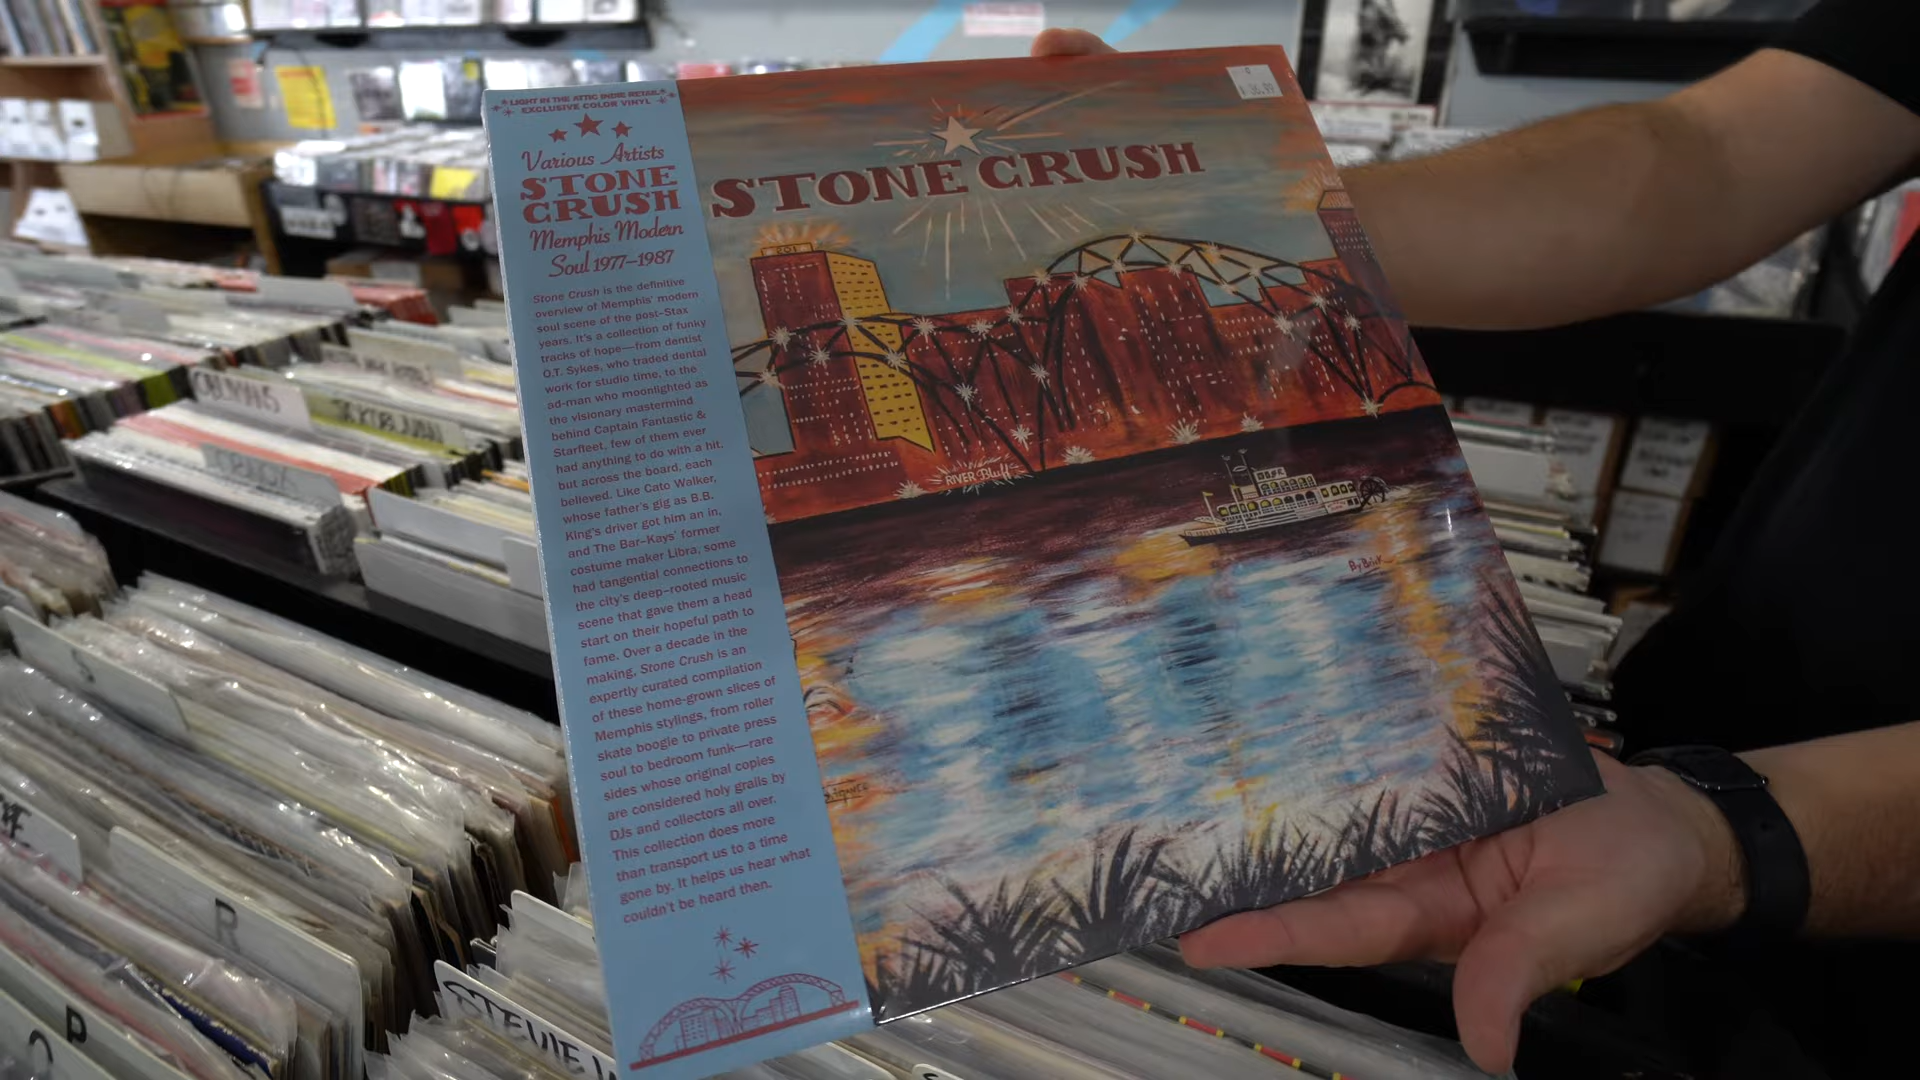 LIGHT IN THE ATTIC INDIE RETAIL
EXCLUSIVE COLOR VINYL
Various Artists
STONE
CRUSH
Memphis Modern
Soul 1977–1987
Stone Crush is the definitive
overview of Memphis' modern
soul scene of the post-Stax
years. It's a collection of funky
tracks of hope—from dentist
O.T. Sykes, who traded dental
work for studio time, to the
ad-man who moonlighted as
the visionary mastermind
behind Captain Fantastic &
Starfleet, few of them ever
had anything to do with a hit,
but across the board, each
believed. Like Cato Walker,
whose father's gig as B.B.
King's driver got him an in,
and The Bar-Kays' former
costume maker Libra, some
had tangential connections to
the city's deep-rooted music
scene that gave them a head
start on their hopeful path to
fame. Over a decade in the
making, Stone Crush is an
expertly curated compilation
of these home-grown slices of
Memphis stylings, from roller
skate boogie to private press
soul to bedroom funk—rare
sides whose original copies
are considered holy grails by
DJs and collectors all over.
This collection does more
than transport us to a time
gone by. It helps us hear what
couldn't be heard then.
STONE CRUSH
RIVER Bluff
R
P
STEVIE